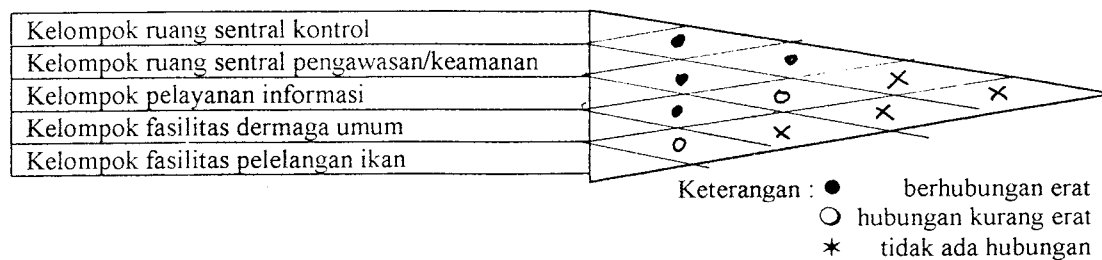 Kelompok ruang sentral kontrol
Kelompok ruang sentral pengawasan/keamanan
Kelompok pelayanan informasi
Kelompok fasilitas dermaga umum
Kelompok fasilitas pelelangan ikan
Keterangan : ● berhubungan erat
○ hubungan kurang erat
✶ tidak ada hubungan